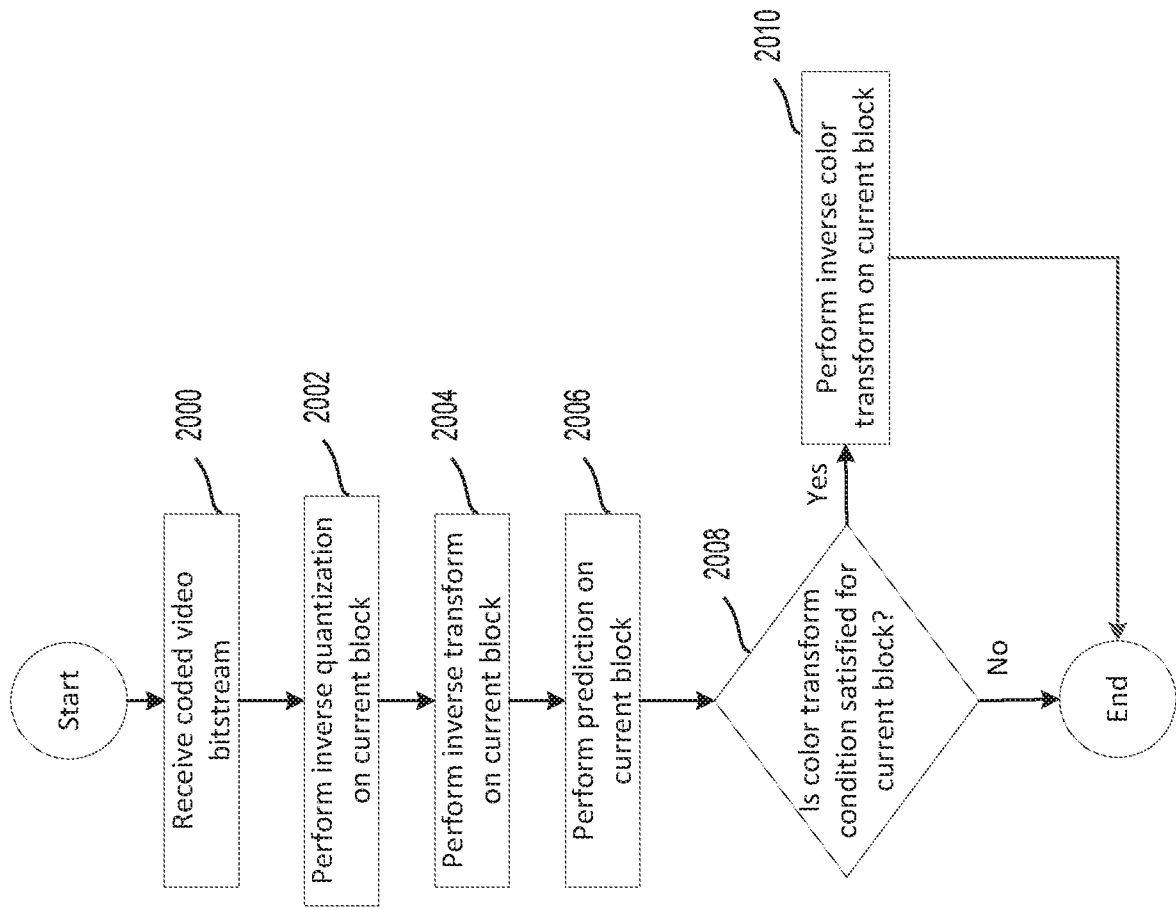 Start
Receive coded video
bitstream
2000
Perform inverse quantization
on current block
2002
Perform inverse transform
on current block
2004
Perform prediction on
current block
2006
Is color transform
condition satisfied for
current block?
2008
Yes
Perform inverse color
transform on current block
2010
No
End